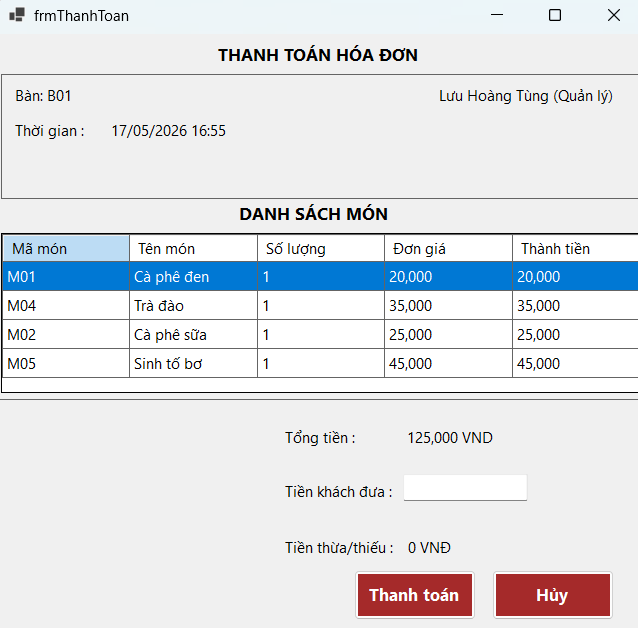 frmThanhToan
THANH TOÁN HÓA ĐƠN
Bàn: B01 Lưu Hoàng Tùng (Quản lý)
Thời gian : 17/05/2026 16:55
DANH SÁCH MÓN
Mã món Tên món Số lượng Đơn giá Thành tiền
M01 Cà phê đen 1 20,000 20,000
M04 Trà đào 1 35,000 35,000
M02 Cà phê sữa 1 25,000 25,000
M05 Sinh tố bơ 1 45,000 45,000
Tổng tiền : 125,000 VND
Tiền khách đưa :
Tiền thừa/thiếu : 0 VNĐ
Thanh toán Hủy